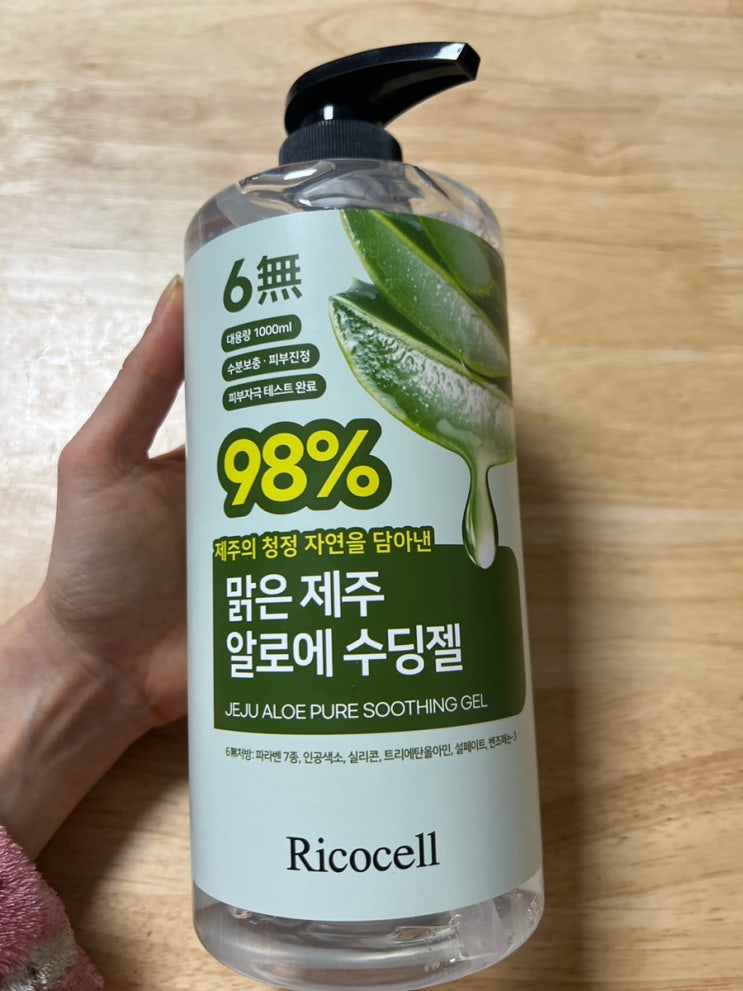 6無
대용량 1000ml
수분보충·피부진정
피부자극 테스트 완료
98%
제주의 청정 자연을 담아낸
맑은 제주
알로에 수딩젤
JEJU ALOE PURE SOOTHING GEL
6無처방: 파라벤 7종, 인공색소, 실리콘, 트리에탄올아민, 설페이트, 벤조페논-3
Ricocell